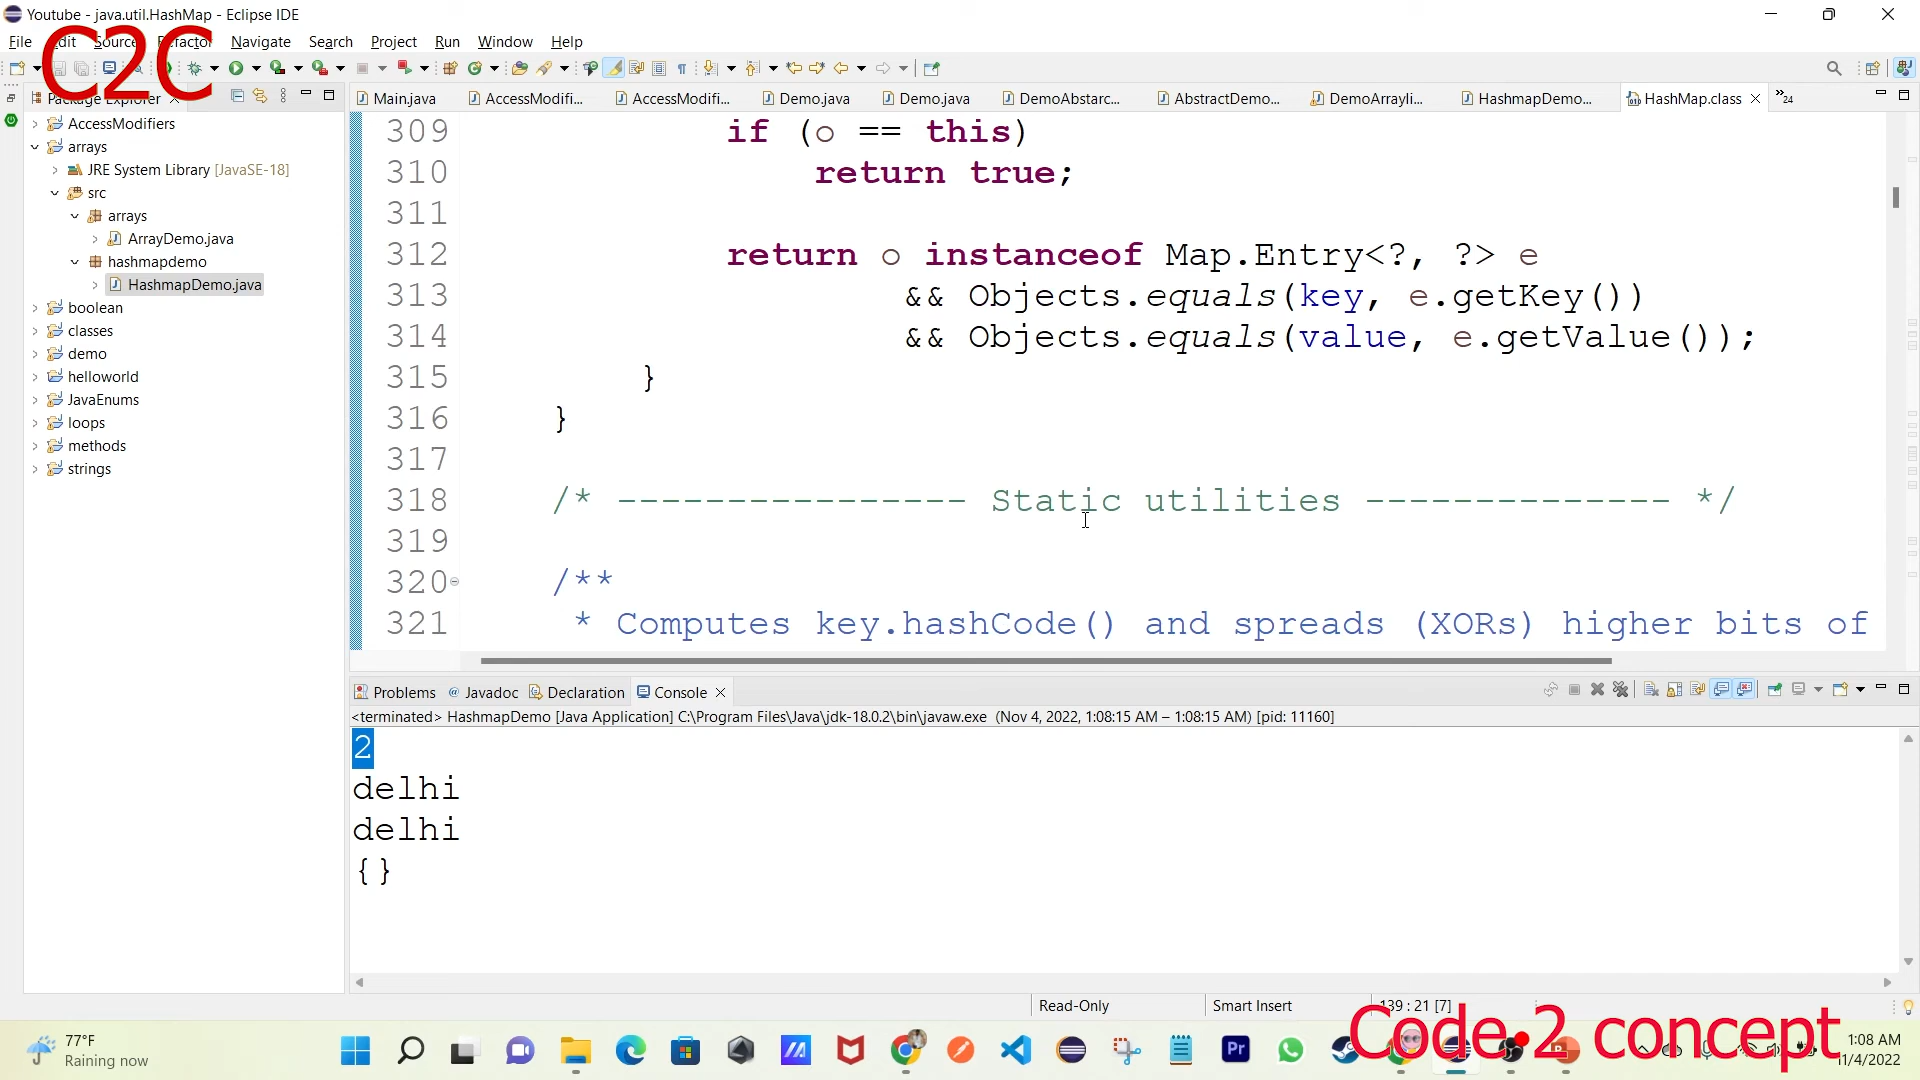 Youtube - java.util.HashMap - Eclipse IDE
C2C
File Edit Source Refactor Navigate Search Project Run Window Help
Package Explorer
Main.java
AccessModifi...
AccessModifi...
Demo.java
Demo.java
DemoAbstarc...
AbstractDemo...
DemoArrayli...
HashmapDemo...
HashMap.class
»24
AccessModifiers
arrays
JRE System Library [JavaSE-18]
src
arrays
ArrayDemo.java
hashmapdemo
HashmapDemo.java
boolean
classes
demo
helloworld
JavaEnums
loops
methods
strings
309 if (o == this)
310 return true;
311
312 return o instanceof Map.Entry<?, ?> e
313 && Objects.equals(key, e.getKey())
314 && Objects.equals(value, e.getValue());
315 }
316 }
317
318 /* ---------------- Static utilities -------------- */
319
320 /**
321 * Computes key.hashCode() and spreads (XORs) higher bits of
Problems @ Javadoc Declaration Console
<terminated> HashmapDemo [Java Application] C:\Program Files\Java\jdk-18.0.2\bin\javaw.exe (Nov 4, 2022, 1:08:15 AM – 1:08:15 AM) [pid: 11160]
2
delhi
delhi
{}
Read-Only
Smart Insert
139 : 21 [7]
77°F
Raining now
Pr
Code 2 concept
1:08 AM
11/4/2022